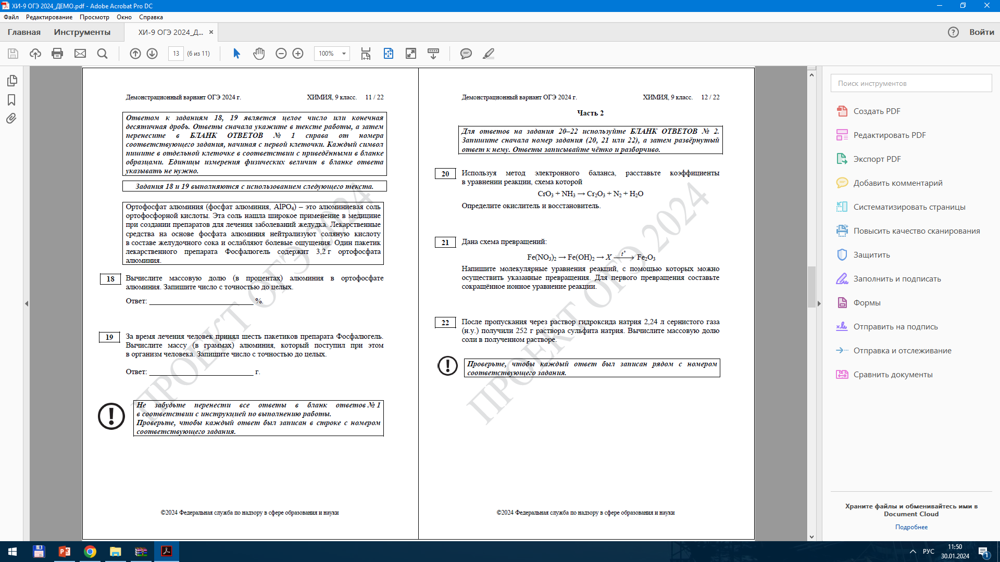 ХИ-9 ОГЭ 2024_ДЕМО.pdf - Adobe Acrobat Pro DC
Файл Редактирование Просмотр Окно Справка
Главная Инструменты ХИ-9 ОГЭ 2024_Д... × ? Войти
13 (6 из 11) 100%
Демонстрационный вариант ОГЭ 2024 г. ХИМИЯ, 9 класс. 11 / 22
Ответом к заданиям 18, 19 является целое число или конечная
десятичная дробь. Ответы сначала укажите в тексте работы, а затем
перенесите в БЛАНК ОТВЕТОВ № 1 справа от номера
соответствующего задания, начиная с первой клеточки. Каждый символ
пишите в отдельной клеточке в соответствии с приведёнными в бланке
образцами. Единицы измерения физических величин в бланке ответа
указывать не нужно.
Задания 18 и 19 выполняются с использованием следующего текста.
Ортофосфат алюминия (фосфат алюминия, AlPO₄) – это алюминиевая соль
ортофосфорной кислоты. Эта соль нашла широкое применение в медицине
при создании препаратов для лечения заболеваний желудка. Лекарственные
средства на основе фосфата алюминия нейтрализуют соляную кислоту
в составе желудочного сока и ослабляют болевые ощущения. Один пакетик
лекарственного препарата Фосфалюгель содержит 3,2 г ортофосфата
алюминия.
18 Вычислите массовую долю (в процентах) алюминия в ортофосфате
алюминия. Запишите число с точностью до целых.
Ответ: ___________________________ %.
19 За время лечения человек принял шесть пакетиков препарата Фосфалюгель.
Вычислите массу (в граммах) алюминия, который поступил при этом
в организм человека. Запишите число с точностью до целых.
Ответ: ___________________________ г.
! Не забудьте перенести все ответы в бланк ответов № 1
в соответствии с инструкцией по выполнению работы.
Проверьте, чтобы каждый ответ был записан в строке с номером
соответствующего задания.
©2024 Федеральная служба по надзору в сфере образования и науки
ПРОЕКТ ОГЭ 2024
Демонстрационный вариант ОГЭ 2024 г. ХИМИЯ, 9 класс. 12 / 22
Часть 2
Для ответов на задания 20–22 используйте БЛАНК ОТВЕТОВ № 2.
Запишите сначала номер задания (20, 21 или 22), а затем развёрнутый
ответ к нему. Ответы записывайте чётко и разборчиво.
20 Используя метод электронного баланса, расставьте коэффициенты
в уравнении реакции, схема которой
CrO₃ + NH₃ → Cr₂O₃ + N₂ + H₂O
Определите окислитель и восстановитель.
21 Дана схема превращений:
Fe(NO₃)₂ → Fe(OH)₂ → X t° → Fe₂O₃
Напишите молекулярные уравнения реакций, с помощью которых можно
осуществить указанные превращения. Для первого превращения составьте
сокращённое ионное уравнение реакции.
22 После пропускания через раствор гидроксида натрия 2,24 л сернистого газа
(н.у.) получили 252 г раствора сульфита натрия. Вычислите массовую долю
соли в полученном растворе.
! Проверьте, чтобы каждый ответ был записан рядом с номером
соответствующего задания.
©2024 Федеральная служба по надзору в сфере образования и науки
ПРОЕКТ ОГЭ 2024
Поиск инструментов
Создать PDF
Редактировать PDF
Экспорт PDF
Добавить комментарий
Систематизировать страницы
Повысить качество сканирования
Защитить
Заполнить и подписать
Формы
Отправить на подпись
Отправка и отслеживание
Сравнить документы
Храните файлы и обменивайтесь ими в
Document Cloud
Подробнее
РУС 11:50
30.01.2024
1